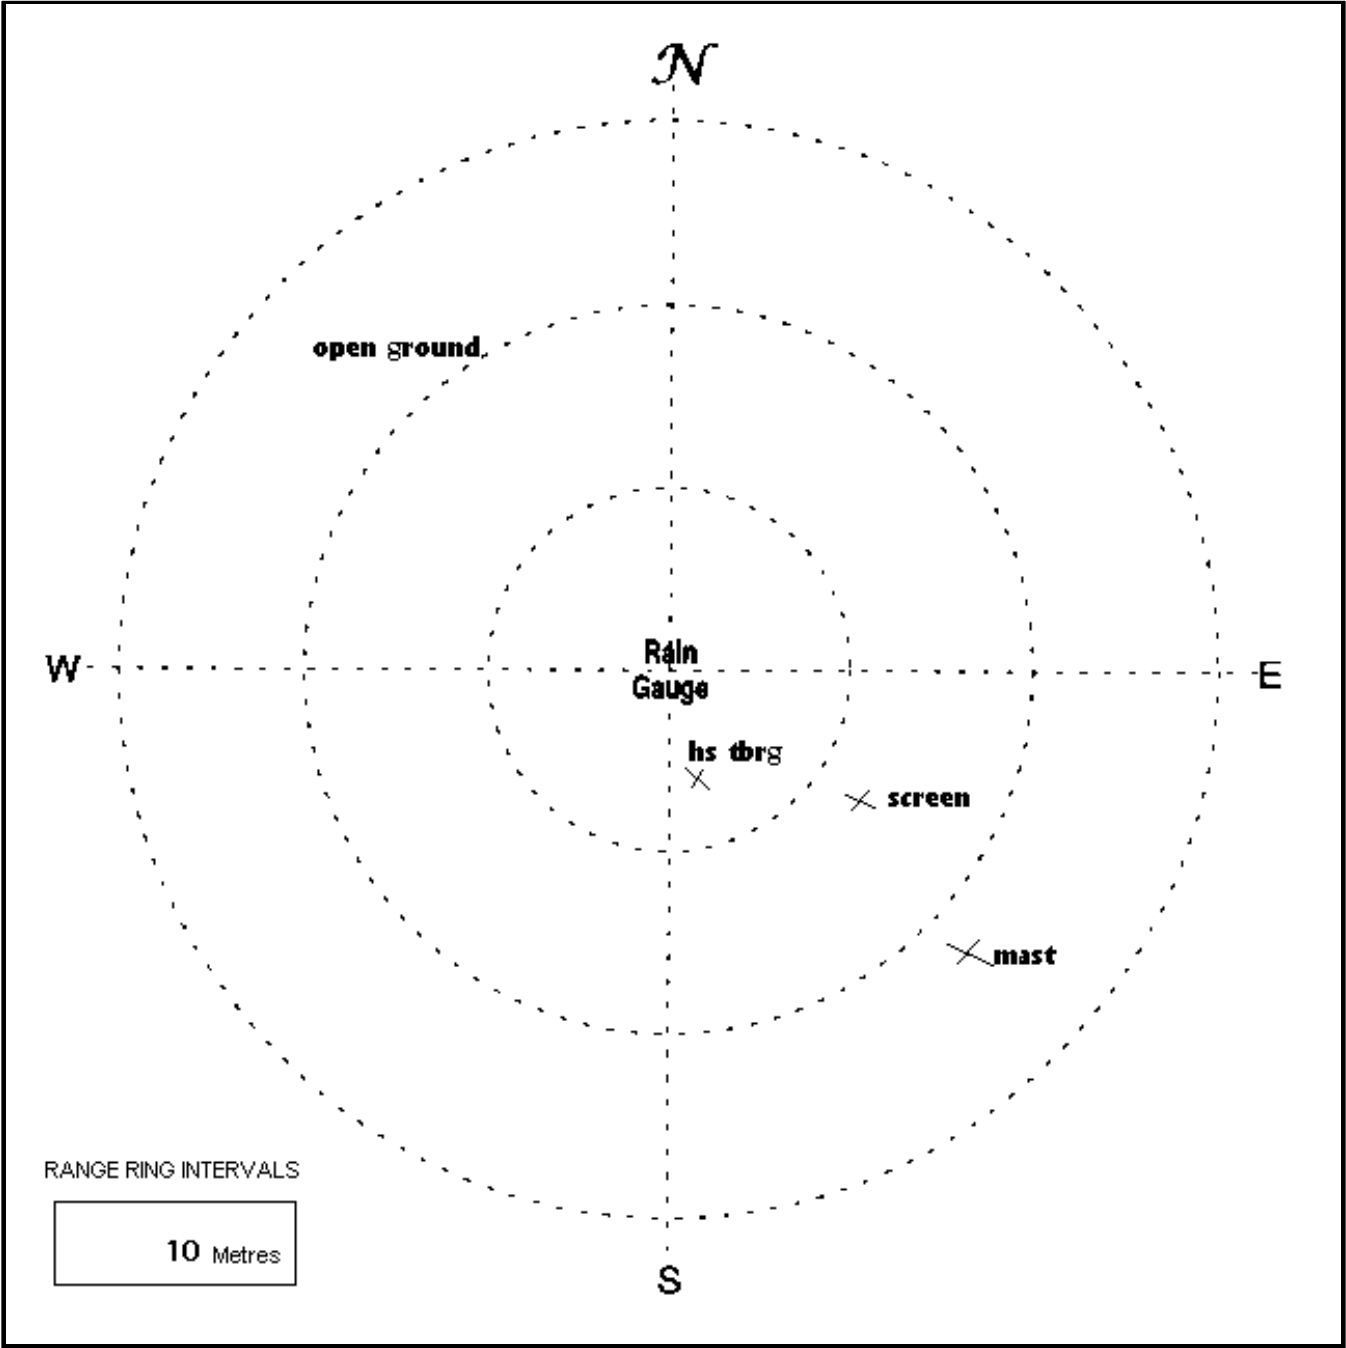 N
open ground
W
Rain
Gauge
E
hs tbrg
screen
mast
RANGE RING INTERVALS
10 Metres
S